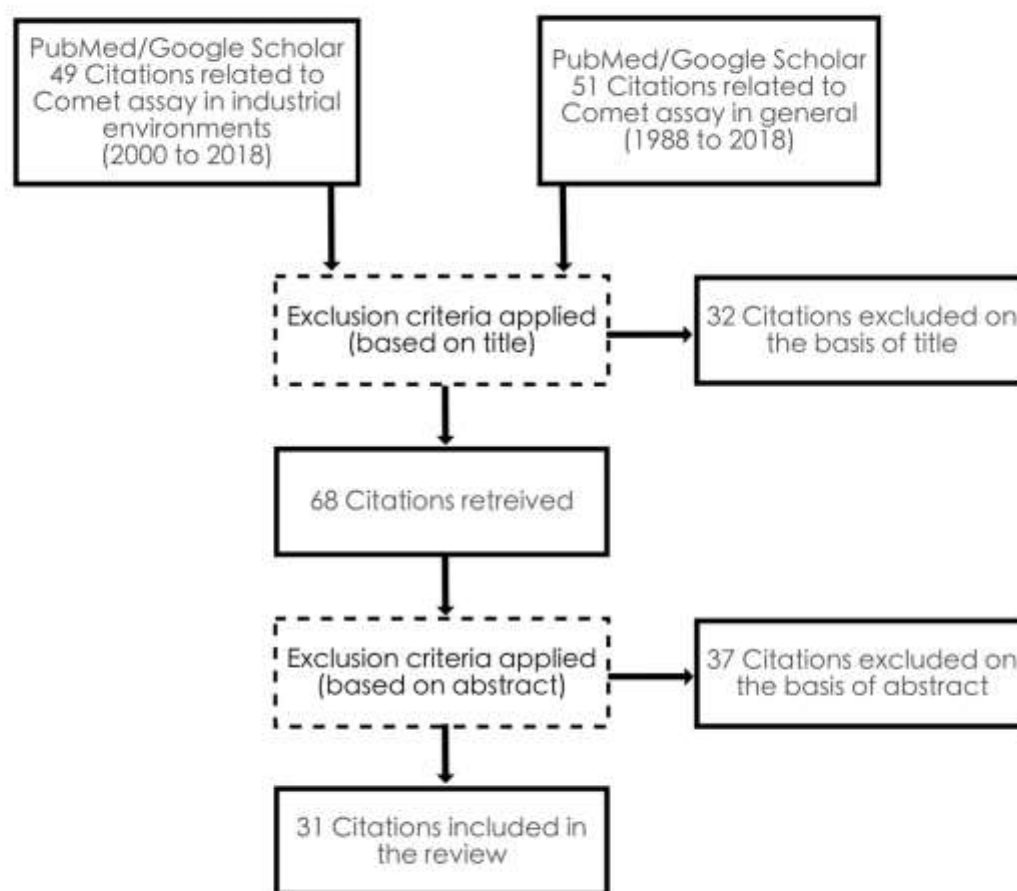 PubMed/Google Scholar
49 Citations related to
Comet assay in industrial
environments
(2000 to 2018)
PubMed/Google Scholar
51 Citations related to
Comet assay in general
(1988 to 2018)
Exclusion criteria applied
(based on title)
32 Citations excluded on
the basis of title
68 Citations retreived
Exclusion criteria applied
(based on abstract)
37 Citations excluded on
the basis of abstract
31 Citations included in
the review